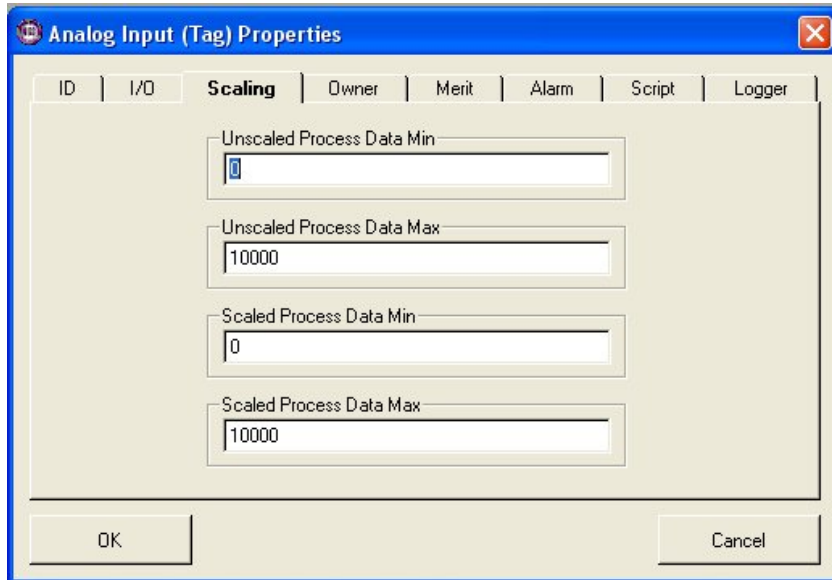 Analog Input (Tag) Properties
ID I/O Scaling Owner Merit Alarm Script Logger
Unscaled Process Data Min
0
Unscaled Process Data Max
10000
Scaled Process Data Min
0
Scaled Process Data Max
10000
OK Cancel